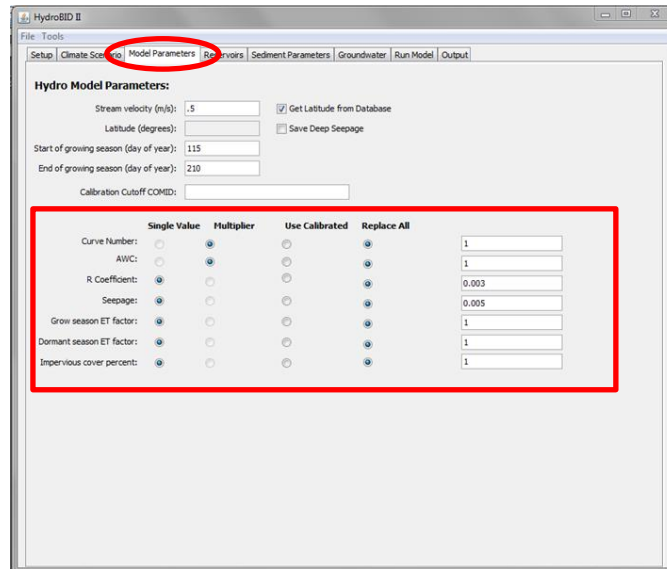 HydroBID II
File Tools
Setup Climate Scenario Model Parameters Reservoirs Sediment Parameters Groundwater Run Model Output
Hydro Model Parameters:
Stream velocity (m/s): .5 Get Latitude from Database
Latitude (degrees): Save Deep Seepage
Start of growing season (day of year): 115
End of growing season (day of year): 210
Calibration Cutoff COMID:
Single Value Multiplier Use Calibrated Replace All
Curve Number: 1
AWC: 1
R Coefficient: 0.003
Seepage: 0.005
Grow season ET factor: 1
Dormant season ET factor: 1
Impervious cover percent: 1